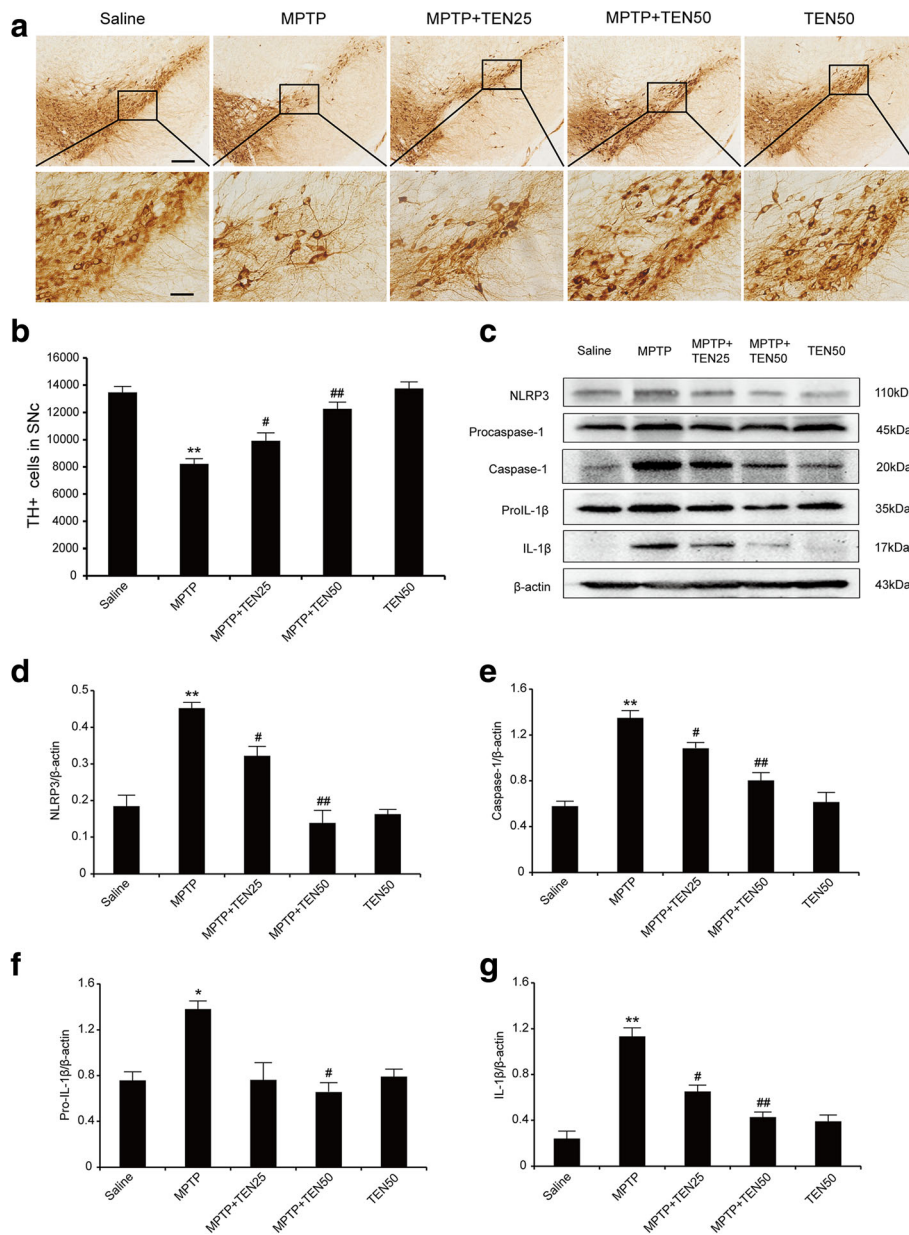 a
Saline MPTP MPTP+TEN25 MPTP+TEN50 TEN50
b
TH+ cells in SNc
16000
14000
12000
10000
8000
6000
4000
2000
0
**
#
##
Saline
MPTP
MPTP+TEN25
MPTP+TEN50
TEN50
c
Saline MPTP MPTP+TEN25 MPTP+TEN50 TEN50
NLRP3 110kD
Procaspase-1 45kDa
Caspase-1 20kDa
ProIL-1β 35kDa
IL-1β 17kDa
β-actin 43kDa
d
NLRP3/β-actin
0.5
0.4
0.3
0.2
0.1
0
**
#
##
Saline
MPTP
MPTP+TEN25
MPTP+TEN50
TEN50
e
Caspase-1/β-actin
1.6
1.2
0.8
0.4
0
**
#
##
Saline
MPTP
MPTP+TEN25
MPTP+TEN50
TEN50
f
Pro-IL-1β/β-actin
1.6
1.2
0.8
0.4
0
*
#
Saline
MPTP
MPTP+TEN25
MPTP+TEN50
TEN50
g
IL-1β/β-actin
1.6
1.2
0.8
0.4
0
**
#
##
Saline
MPTP
MPTP+TEN25
MPTP+TEN50
TEN50